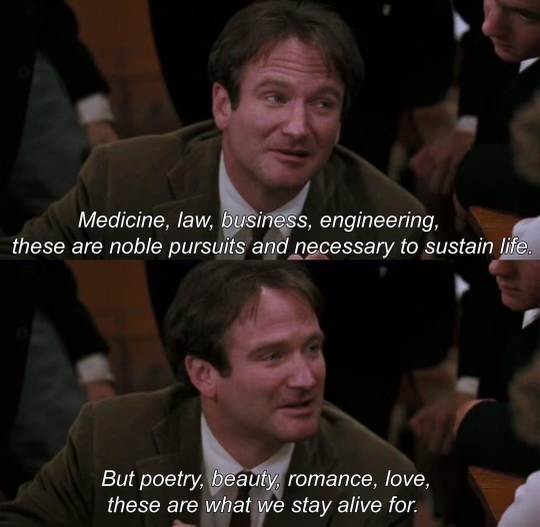 Medicine, law, business, engineering,
these are noble pursuits and necessary to sustain life.
But poetry, beauty, romance, love,
these are what we stay alive for.